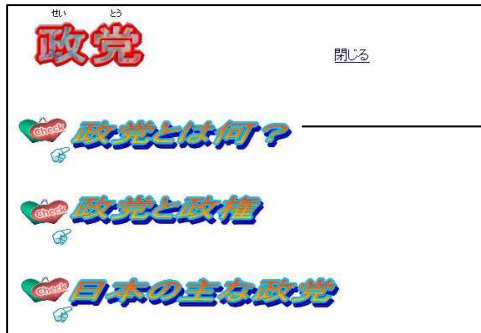 せい とう
政党
閉じる
Check 政党とは何？
Check 政党と政権
Check 日本の主な政党